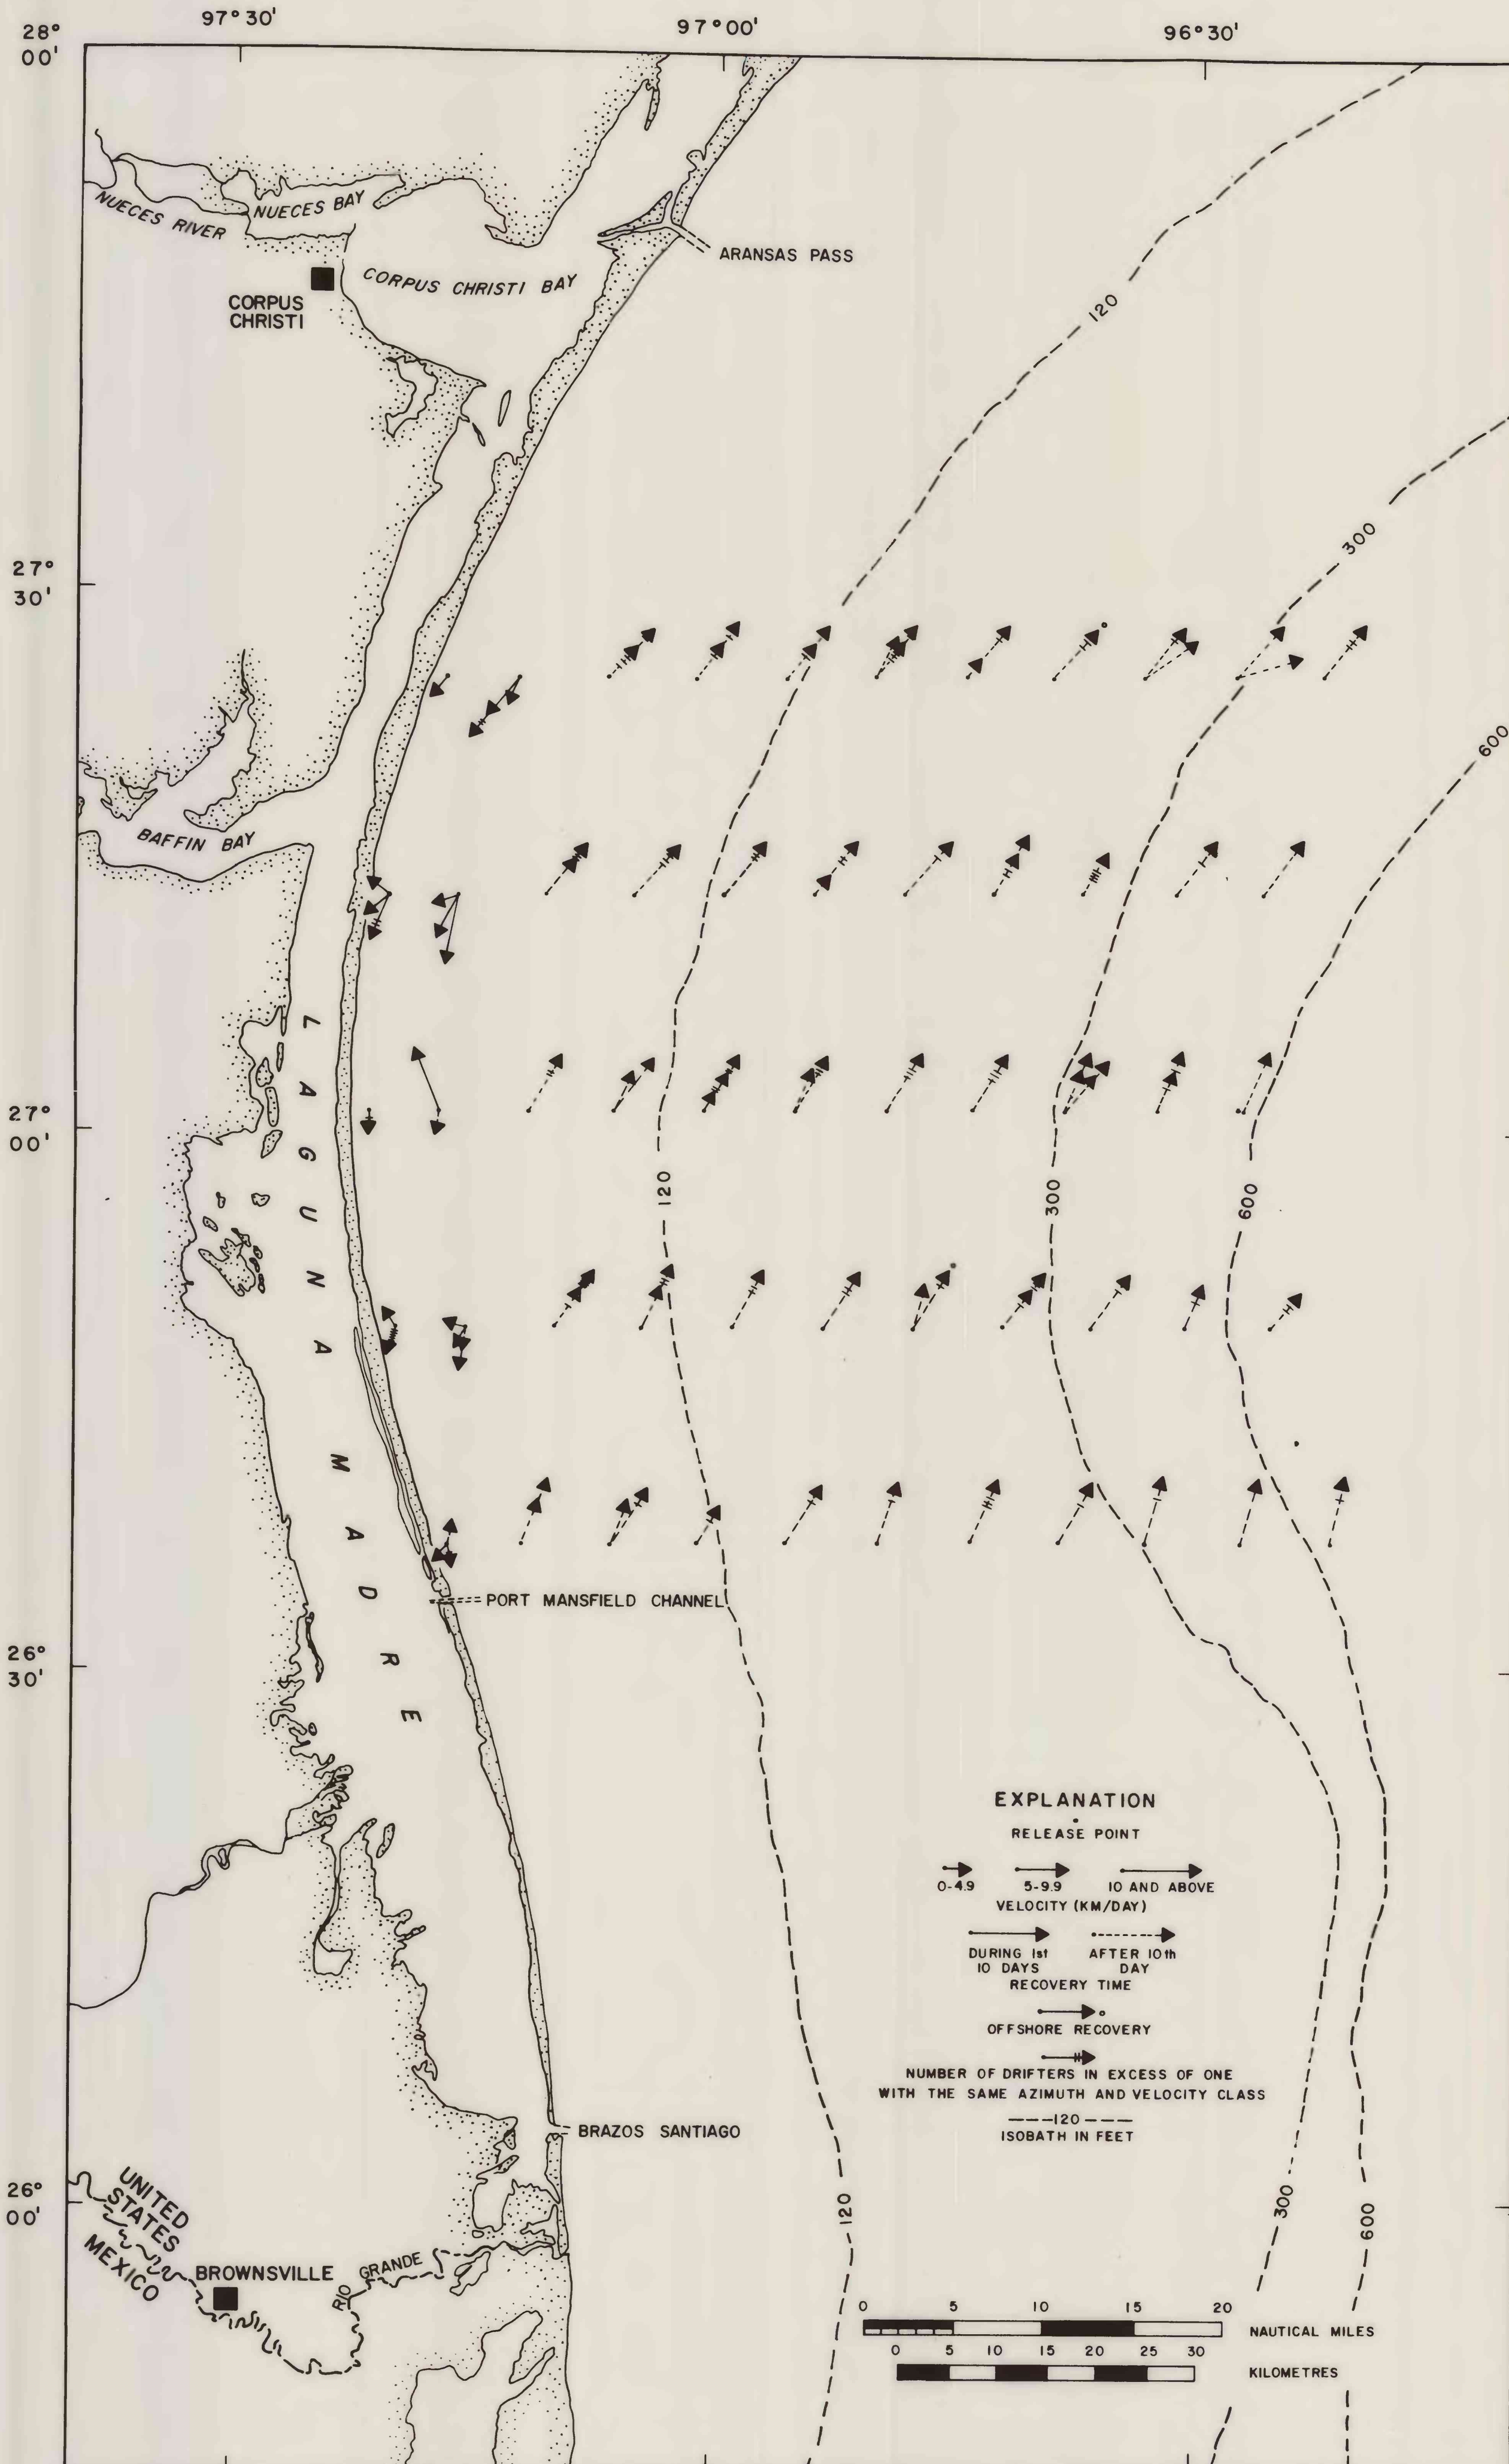 97°30'
97°00'
96°30'
28°
00'
NUECES RIVER
NUECES BAY
ARANSAS PASS
CORPUS CHRISTI BAY
CORPUS
CHRISTI
120
300
27°
30'
600
BAFFIN BAY
LAGUNA MADRE
27°
00'
120
300
600
PORT MANSFIELD CHANNEL
26°
30'
EXPLANATION
RELEASE POINT
0-4.9 5-9.9 10 AND ABOVE
VELOCITY (KM/DAY)
DURING 1st AFTER 10th
10 DAYS DAY
RECOVERY TIME
OFFSHORE RECOVERY
NUMBER OF DRIFTERS IN EXCESS OF ONE
WITH THE SAME AZIMUTH AND VELOCITY CLASS
120
ISOBATH IN FEET
BRAZOS SANTIAGO
26°
00'
UNITED
STATES
MEXICO
120
300
600
BROWNSVILLE
RIO GRANDE
0 5 10 15 20
NAUTICAL MILES
0 5 10 15 20 25 30
KILOMETRES